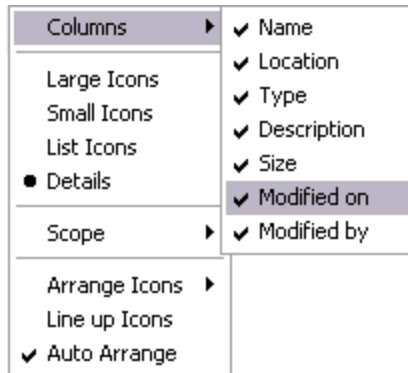 Columns
Large Icons
Small Icons
List Icons
Details
Scope
Arrange Icons
Line up Icons
Auto Arrange
Name
Location
Type
Description
Size
Modified on
Modified by